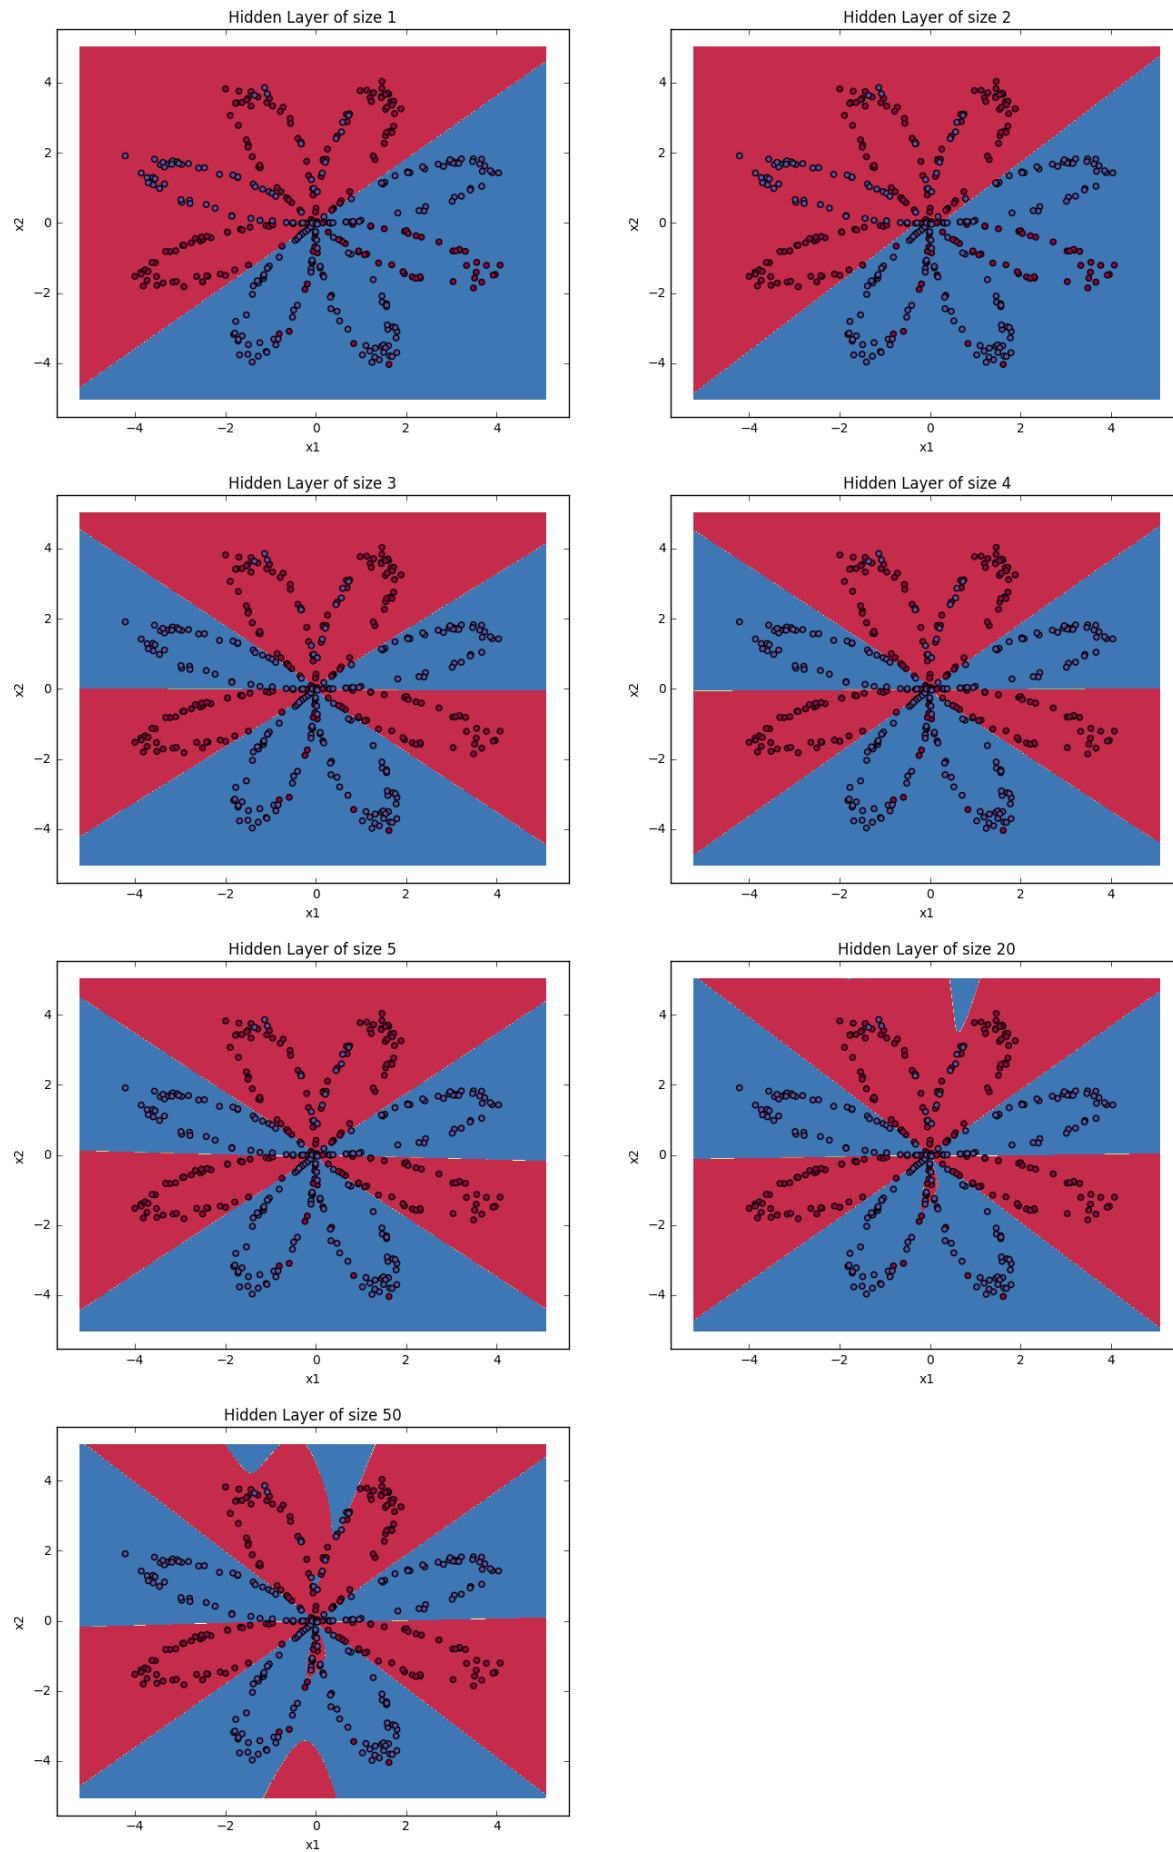 Hidden Layer of size 1
4
2
0
−2
−4
x2
−4 −2 0 2 4
x1
Hidden Layer of size 2
4
2
0
−2
−4
x2
−4 −2 0 2 4
x1
Hidden Layer of size 3
4
2
0
−2
−4
x2
−4 −2 0 2 4
x1
Hidden Layer of size 4
4
2
0
−2
−4
x2
−4 −2 0 2 4
x1
Hidden Layer of size 5
4
2
0
−2
−4
x2
−4 −2 0 2 4
x1
Hidden Layer of size 20
4
2
0
−2
−4
x2
−4 −2 0 2 4
x1
Hidden Layer of size 50
4
2
0
−2
−4
x2
−4 −2 0 2 4
x1